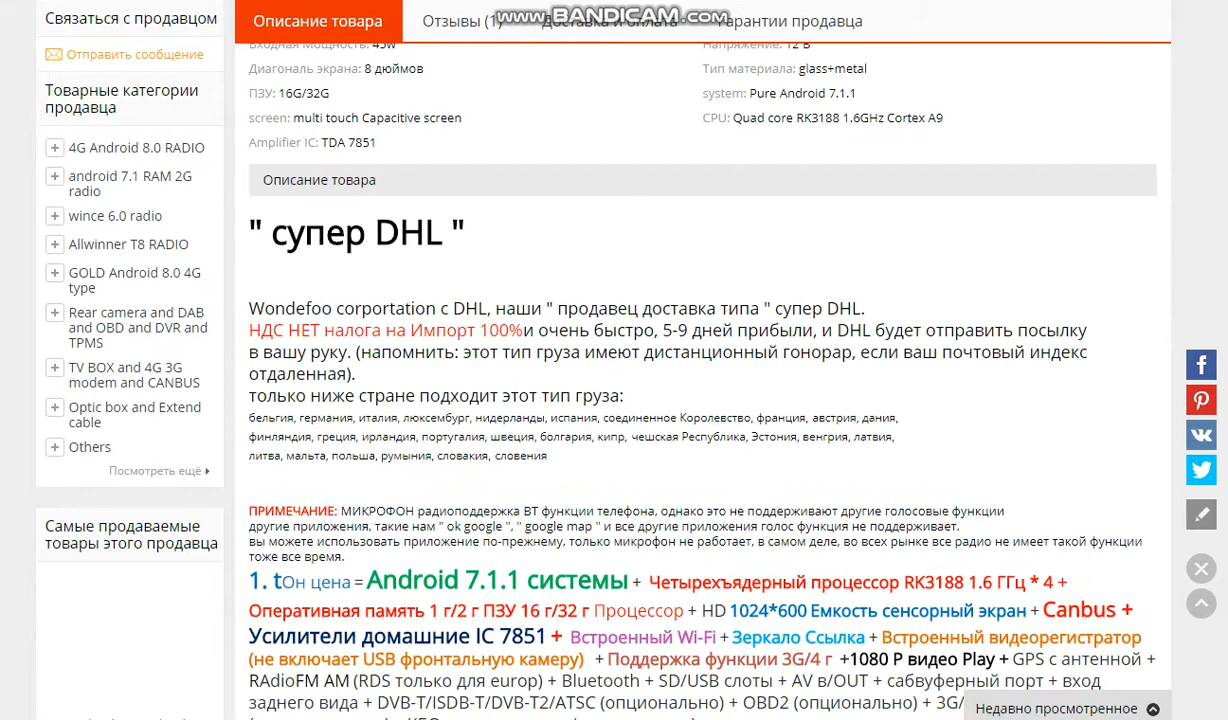 Связаться с продавцом
Отправить сообщение
Товарные категории
продавца
4G Android 8.0 RADIO
android 7.1 RAM 2G
radio
wince 6.0 radio
Allwinner T8 RADIO
GOLD Android 8.0 4G
type
Rear camera and DAB
and OBD and DVR and
TPMS
TV BOX and 4G 3G
modem and CANBUS
Optic box and Extend
cable
Others
Посмотреть ещё
Самые продаваемые
товары этого продавца
www.BANDICAM.com
Описание товара Отзывы (1) Доставка и оплата Гарантии продавца
Входная Мощность: 45w Напряжение: 12 В
Диагональ экрана: 8 дюймов Тип материала: glass+metal
ПЗУ: 16G/32G system: Pure Android 7.1.1
screen: multi touch Capacitive screen CPU: Quad core RK3188 1.6GHz Cortex A9
Amplifier IC: TDA 7851
Описание товара
" супер DHL "
Wondefoo corportation с DHL, наши " продавец доставка типа " супер DHL.
НДС НЕТ налога на Импорт 100%и очень быстро, 5-9 дней прибыли, и DHL будет отправить посылку
в вашу руку. (напомнить: этот тип груза имеют дистанционный гонорар, если ваш почтовый индекс
отдаленная).
только ниже стране подходит этот тип груза:
бельгия, германия, италия, люксембург, нидерланды, испания, соединенное Королевство, франция, австрия, дания,
финляндия, греция, ирландия, португалия, швеция, болгария, кипр, чешская Республика, Эстония, венгрия, латвия,
литва, мальта, польша, румыния, словакия, словения
ПРИМЕЧАНИЕ: МИКРОФОН радиоподдержка BT функции телефона, однако это не поддерживают другие голосовые функции
другие приложения, такие нам " ok google ", " google map " и все другие приложения голос функция не поддерживает.
вы можете использовать приложение по-прежнему, только микрофон не работает, в самом деле, во всех рынке все радио не имеет такой функции
тоже все время.
1. tОн цена = Android 7.1.1 системы + Четырехъядерный процессор RK3188 1.6 ГГц * 4 +
Оперативная память 1 г/2 г ПЗУ 16 г/32 г Процессор + HD 1024*600 Емкость сенсорный экран + Canbus +
Усилители домашние IC 7851 + Встроенный Wi-Fi + Зеркало Ссылка + Встроенный видеорегистратор
(не включает USB фронтальную камеру) + Поддержка функции 3G/4 г +1080 P видео Play + GPS с антенной +
RAdioFM AM (RDS только для europ) + Bluetooth + SD/USB слоты + AV в/OUT + сабвуферный порт + вход
заднего вида + DVB-T/ISDB-T/DVB-T2/ATSC (опционально) + OBD2 (опционально) + 3G/
Недавно просмотренное